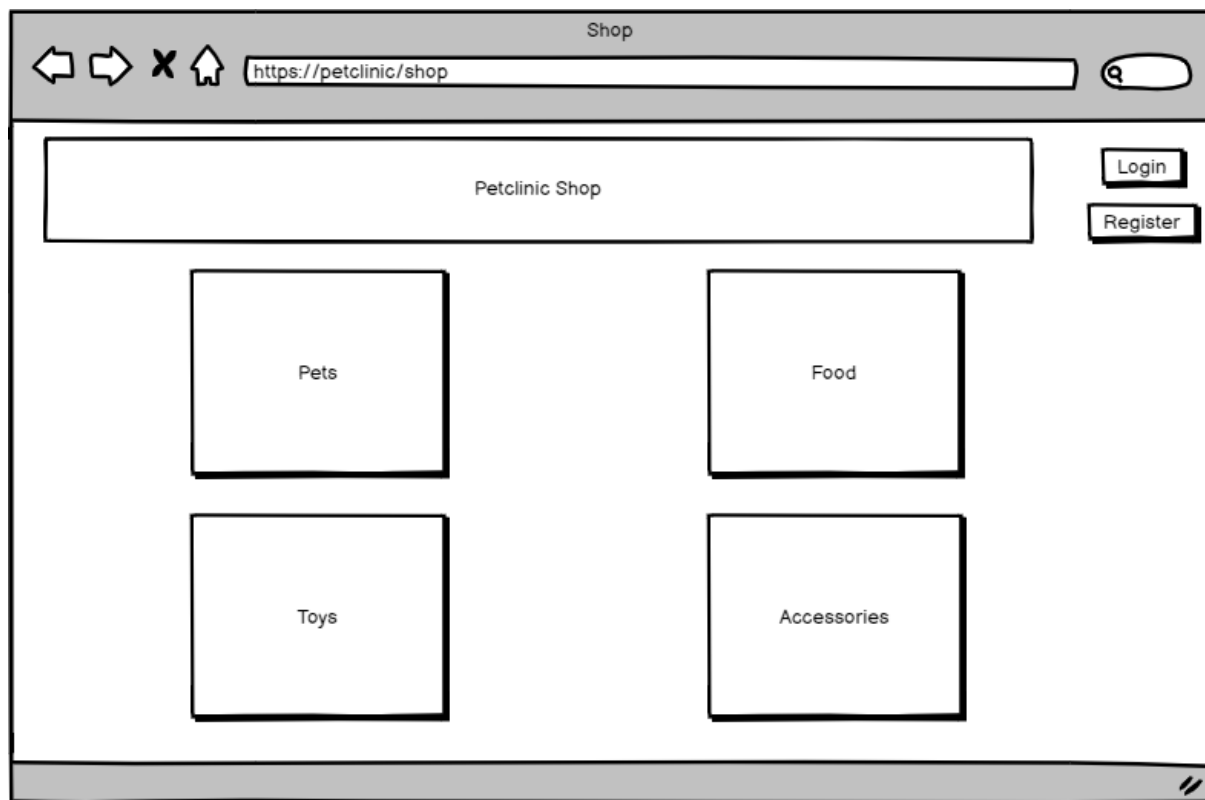 Shop
https://petclinic/shop
Petclinic Shop
Login
Register
Pets
Food
Toys
Accessories